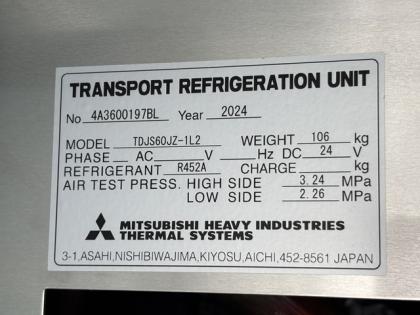 TRANSPORT REFRIGERATION UNIT
No 4A3600197BL Year 2024
MODEL TDJS60JZ-1L2 WEIGHT 106 kg
PHASE AC V Hz DC 24 V
REFRIGERANT R452A CHARGE kg
AIR TEST PRESS. HIGH SIDE 3.24 MPa
LOW SIDE 2.26 MPa
MITSUBISHI HEAVY INDUSTRIES
THERMAL SYSTEMS
3-1,ASAHI,NISHIBIWAJIMA,KIYOSU,AICHI,452-8561 JAPAN